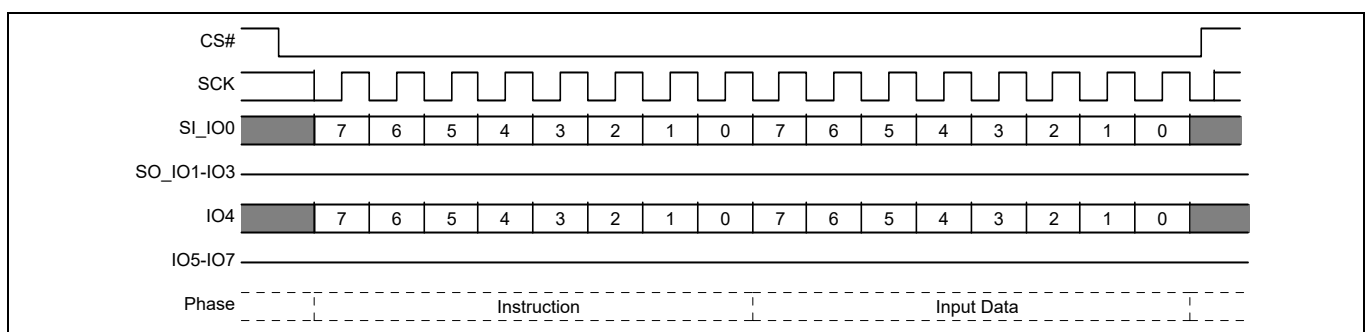 CS#
SCK
SI_IO0 7 6 5 4 3 2 1 0 7 6 5 4 3 2 1 0
SO_IO1-IO3
IO4 7 6 5 4 3 2 1 0 7 6 5 4 3 2 1 0
IO5-IO7
Phase Instruction Input Data